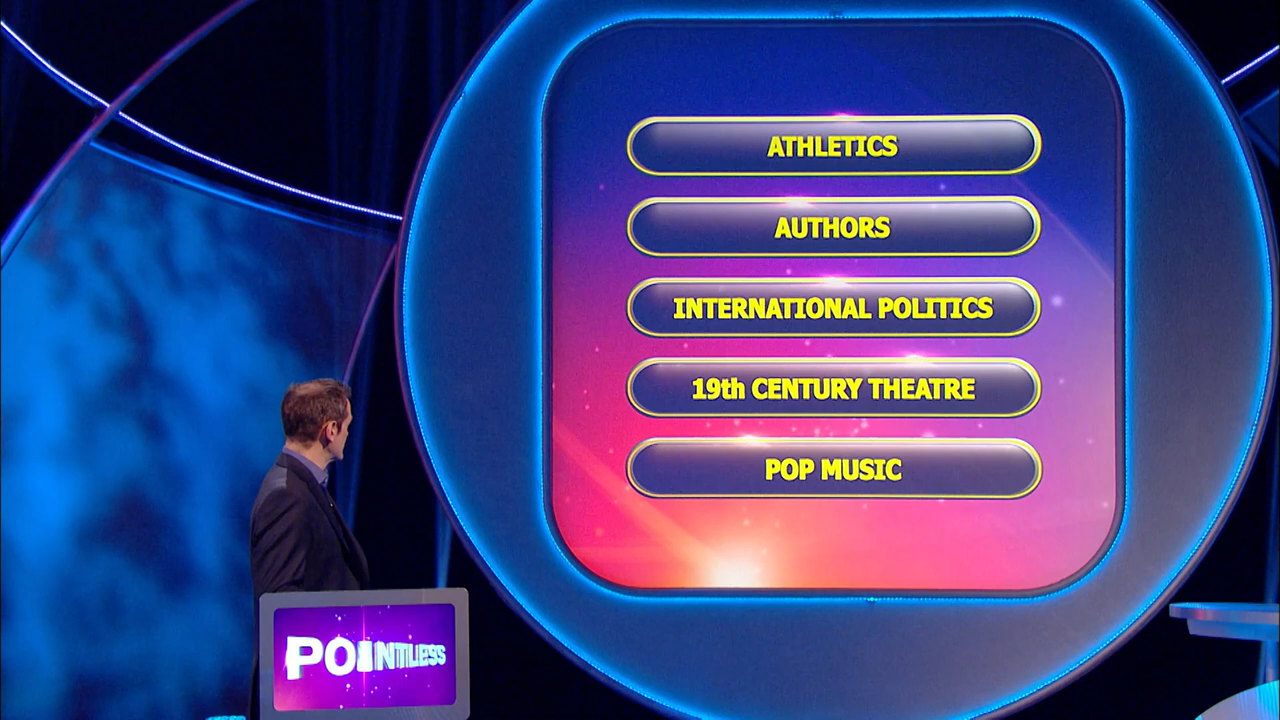 ATHLETICS
AUTHORS
INTERNATIONAL POLITICS
19th CENTURY THEATRE
POP MUSIC
POINTLESS